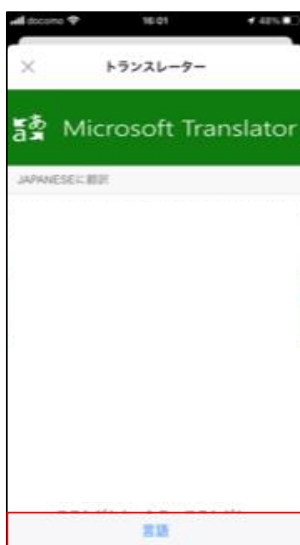 docomo 16:01 48%
× トランスレーター
あ
a Microsoft Translator
JAPANESEに翻訳
言語